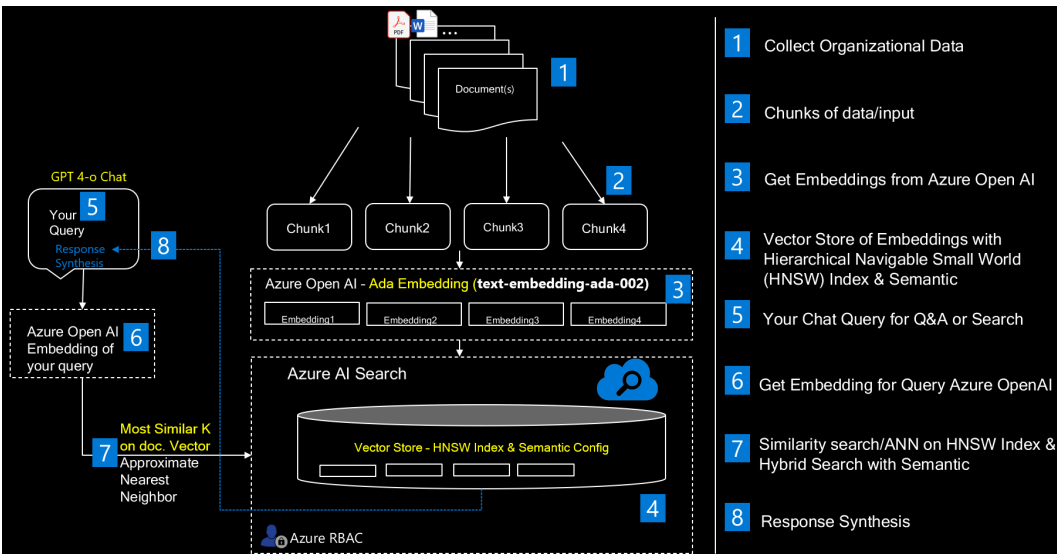 PDF
W
...
Document(s)
1
2
Chunk1
Chunk2
Chunk3
Chunk4
GPT 4-o Chat
5
Your
Query
Response
Synthesis
8
Azure Open AI - Ada Embedding (text-embedding-ada-002)
3
Embedding1
Embedding2
Embedding3
Embedding4
Azure Open AI
Embedding of
your query
6
Azure AI Search
Vector Store - HNSW Index & Semantic Config
4
7
Most Similar K
on doc. Vector
Approximate
Nearest
Neighbor
Azure RBAC
1 Collect Organizational Data
2 Chunks of data/input
3 Get Embeddings from Azure Open AI
4 Vector Store of Embeddings with
Hierarchical Navigable Small World
(HNSW) Index & Semantic
5 Your Chat Query for Q&A or Search
6 Get Embedding for Query Azure OpenAI
7 Similarity search/ANN on HNSW Index &
Hybrid Search with Semantic
8 Response Synthesis